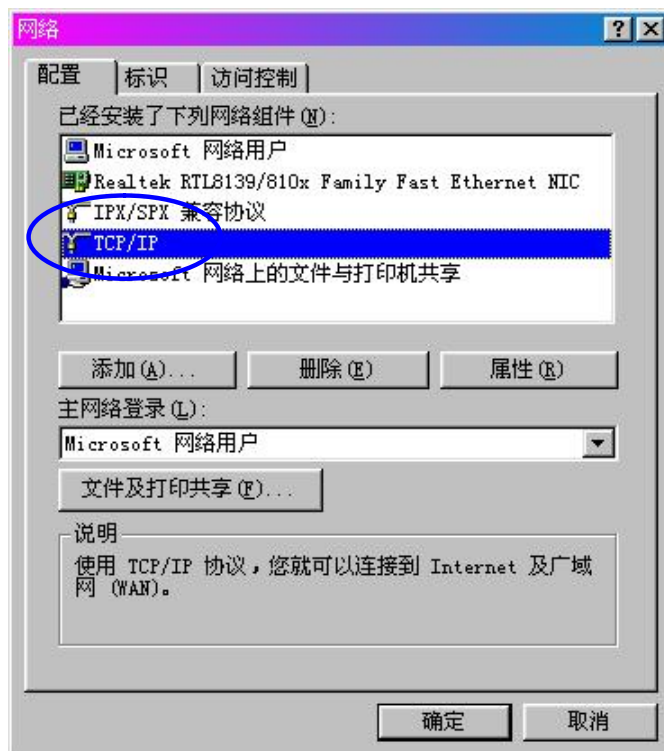 网络
配置 标识 访问控制
已经安装了下列网络组件(N):
Microsoft 网络用户
Realtek RTL8139/810x Family Fast Ethernet NIC
IPX/SPX 兼容协议
TCP/IP
Microsoft 网络上的文件与打印机共享
添加(A)... 删除(E) 属性(R)
主网络登录(L):
Microsoft 网络用户
文件及打印共享(F)...
说明
使用 TCP/IP 协议，您就可以连接到 Internet 及广域
网 (WAN)。
确定 取消